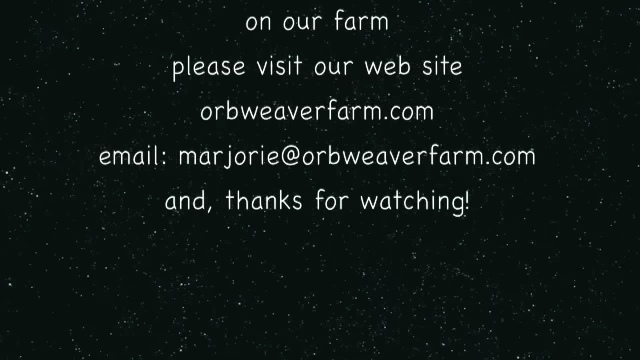 on our farm
please visit our web site
orbweaverfarm.com
email: marjorie@orbweaverfarm.com
and, thanks for watching!